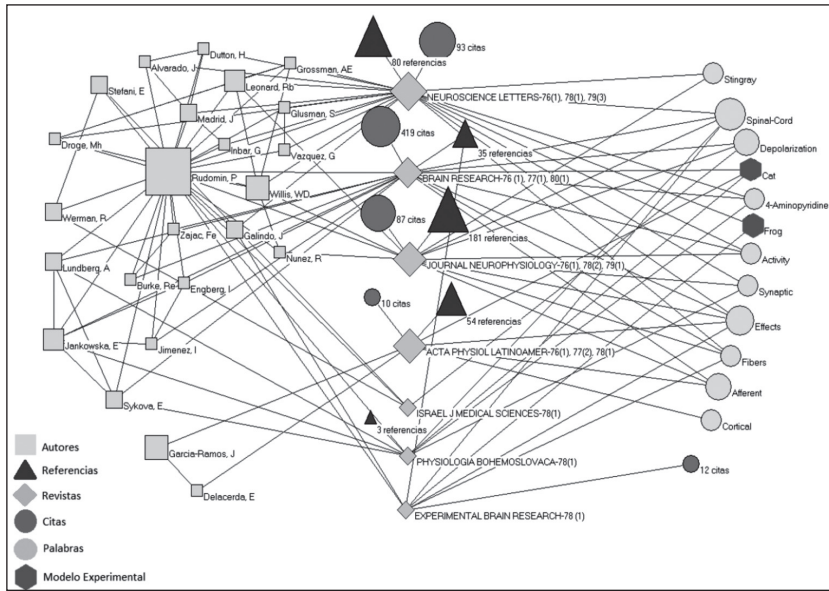 Dutton, H
93 citas
Alvarado, J
80 referencias
Grossman, AE
Stefani, E
Leonard, Rb
Stingray
NEUROSCIENCE LETTERS-76(1), 78(1), 79(3)
Madrid, J
Glusman, S
Spinal-Cord
419 citas
Droge, Mh
Inbar, G
Vazquez, G
35 referencias
Depolarization
Rudomin, P
BRAIN RESEARCH-76 (1), 77(1), 80(1)
Cat
Willis, WD
4-Aminopyridine
Werman, R
87 citas
Frog
Zajac, Fe
Galindo, J
181 referencias
Nunez, R
Activity
Lundberg, A
JOURNAL NEUROPHYSIOLOGY-76(1), 78(2), 79(1)
Burke, Re
Engberg, I
Synaptic
10 citas
54 referencias
Effects
Jankowska, E
Jimenez, I
ACTA PHYSIOL LATINOAMER-76(1), 77(2), 78(1)
Fibers
Afferent
Sykova, E
ISRAEL J MEDICAL SCIENCES-78(1)
3 referencias
Cortical
Autores
Garcia-Ramos, J
PHYSIOLOGIA BOHEMOSLOVACA-78(1)
Referencias
12 citas
Delacerda, E
Revistas
EXPERIMENTAL BRAIN RESEARCH-78 (1)
Citas
Palabras
Modelo Experimental